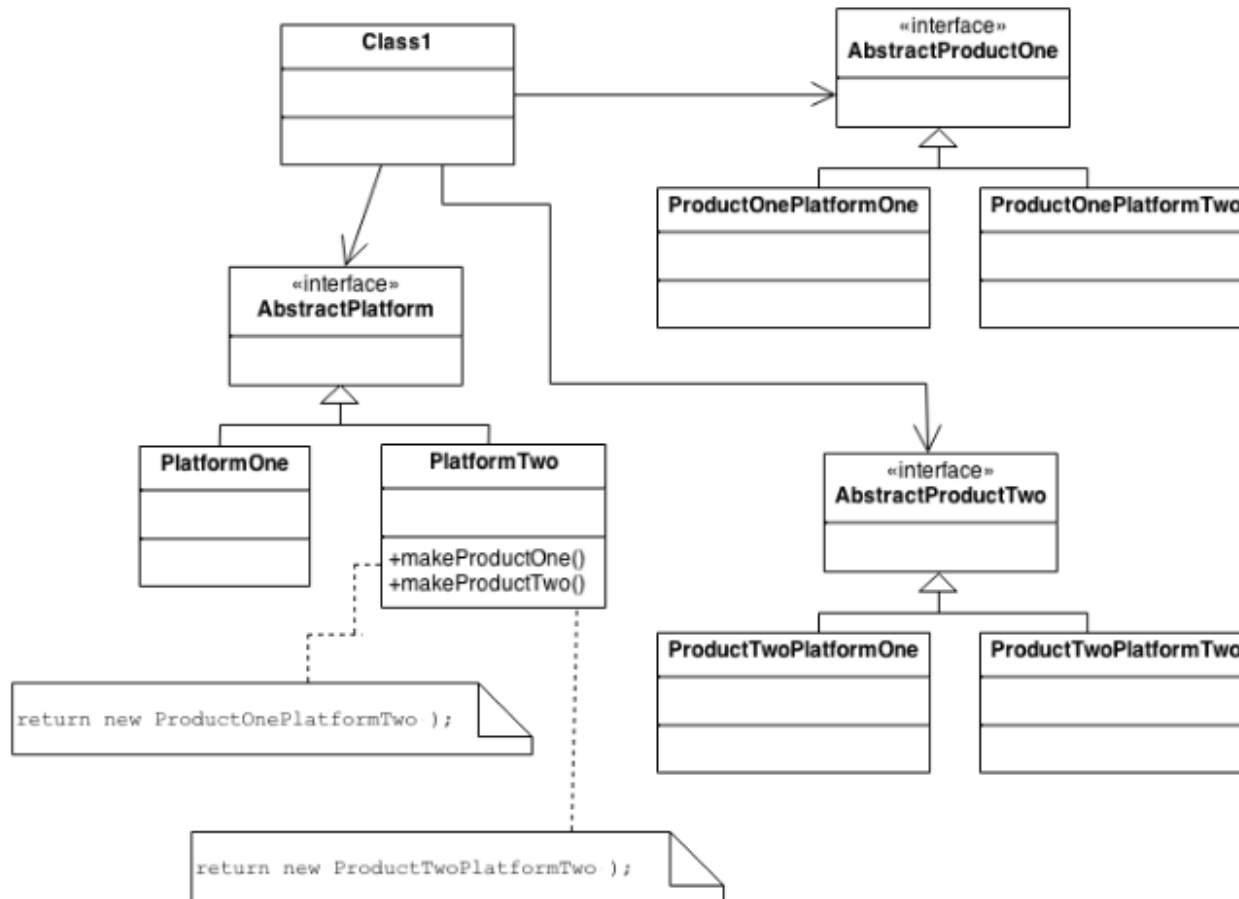 Class1
«interface»
AbstractProductOne
ProductOnePlatformOne
ProductOnePlatformTwo
«interface»
AbstractPlatform
PlatformOne
PlatformTwo
+makeProductOne()
+makeProductTwo()
«interface»
AbstractProductTwo
ProductTwoPlatformOne
ProductTwoPlatformTwo
return new ProductOnePlatformTwo );
return new ProductTwoPlatformTwo );